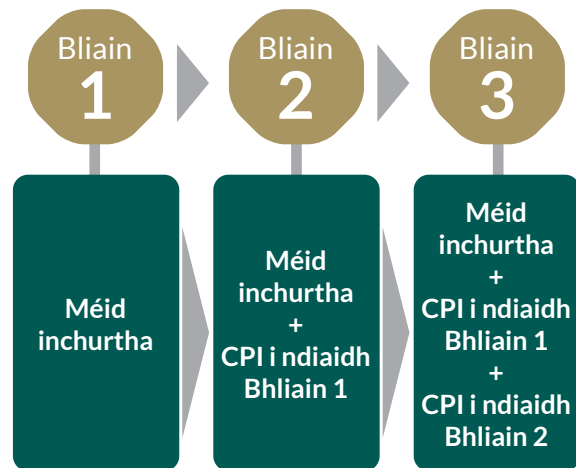 Bliain
1
Bliain
2
Bliain
3
Méid
inchurtha
Méid
inchurtha
+
CPI i ndiaidh
Bhliain 1
Méid
inchurtha
+
CPI i ndiaidh
Bhliain 1
+
CPI i ndiaidh
Bhliain 2